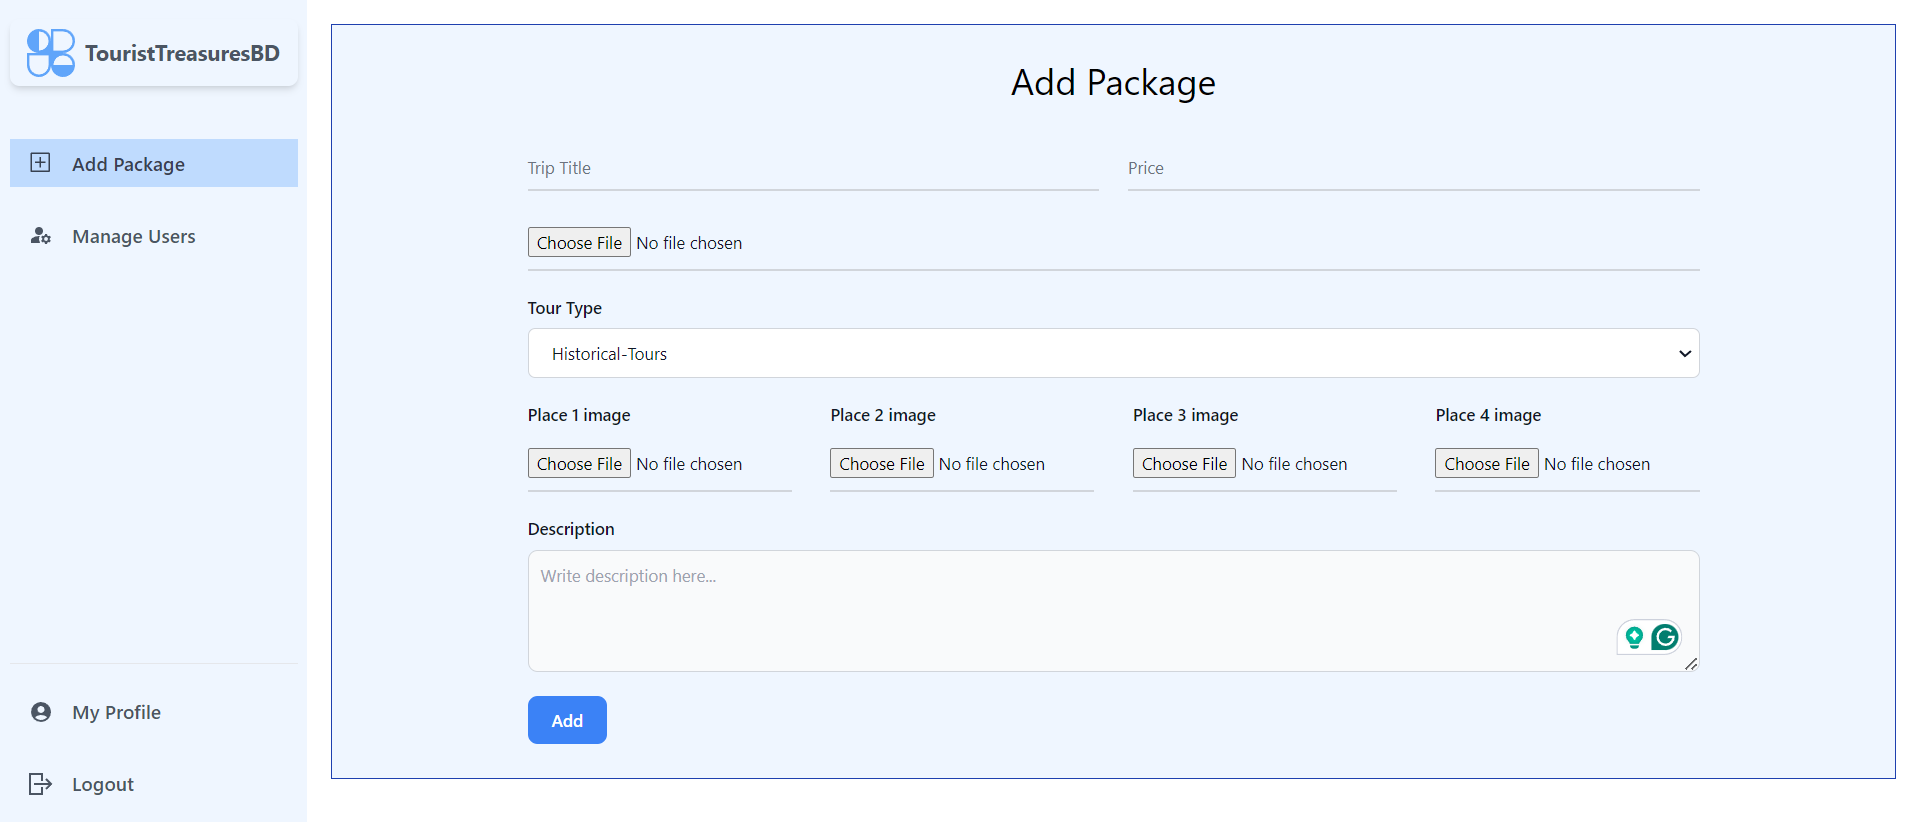 TouristTreasuresBD
Add Package
Manage Users
My Profile
Logout
Add Package
Trip Title Price
Choose File No file chosen
Tour Type
Historical-Tours
Place 1 image Place 2 image Place 3 image Place 4 image
Choose File No file chosen Choose File No file chosen Choose File No file chosen Choose File No file chosen
Description
Write description here...
Add